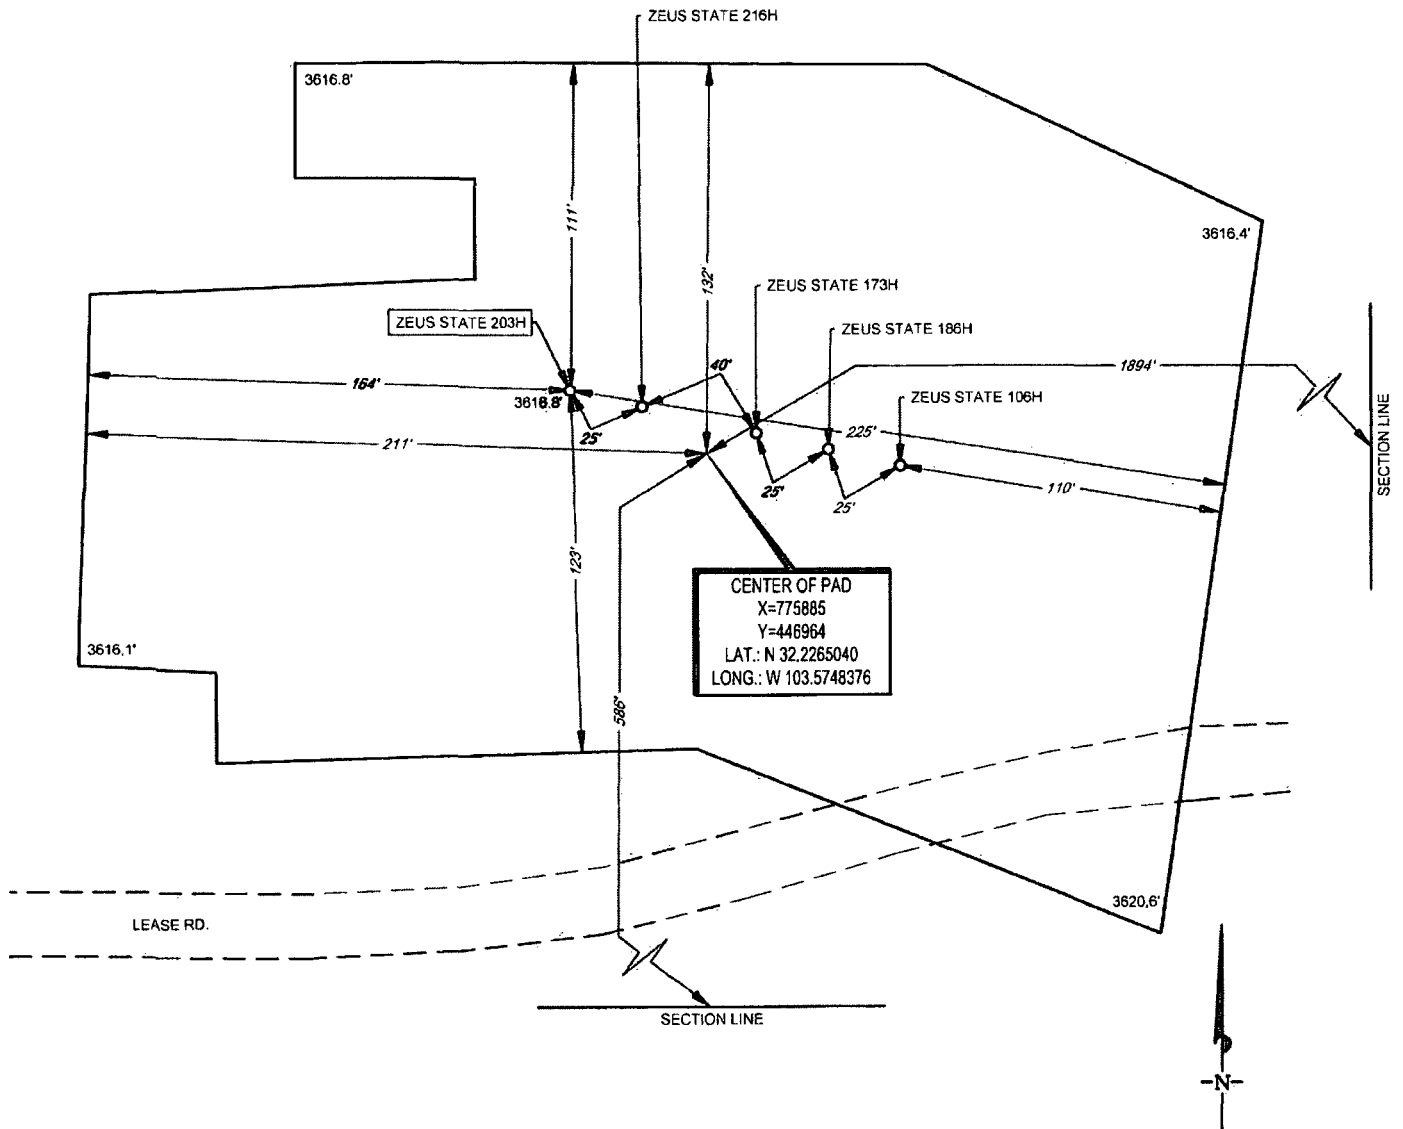 ZEUS STATE 216H
3616.8'
111'
132'
3616.4'
ZEUS STATE 173H
ZEUS STATE 203H
ZEUS STATE 186H
40'
1894'
164'
3618.8'
ZEUS STATE 106H
25'
225'
211'
25'
110'
25'
SECTION LINE
123'
CENTER OF PAD
X=775885
Y=446964
LAT.: N 32.2265040
LONG.: W 103.5748376
3616.1'
586'
3620.6'
LEASE RD.
SECTION LINE
N